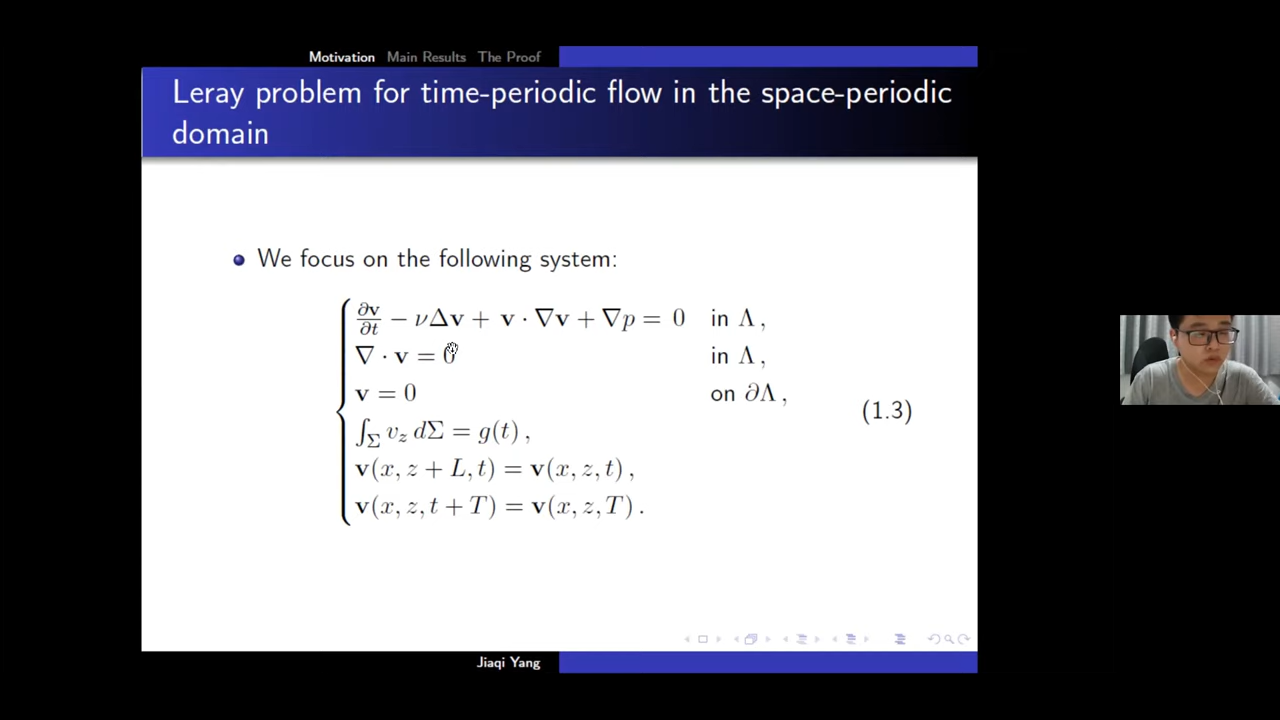 Motivation Main Results The Proof
Leray problem for time-periodic flow in the space-periodic
domain
We focus on the following system:
∂v/∂t − νΔv + v · ∇v + ∇p = 0 in Λ ,
∇ · v = 0 in Λ ,
v = 0 on ∂Λ ,
∫_Σ v_z dΣ = g(t) ,
(1.3)
v(x, z + L, t) = v(x, z, t) ,
v(x, z, t + T) = v(x, z, T) .
Jiaqi Yang